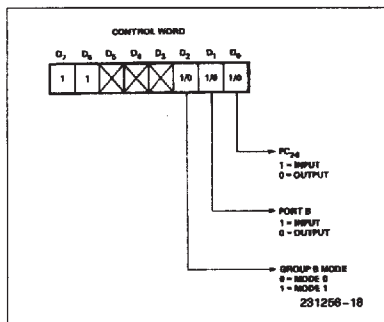 CONTROL WORD
D7 D6 D5 D4 D3 D2 D1 D0
1 1 1/0 1/0 1/0
PC2-0
1 = INPUT
0 = OUTPUT
PORT B
1 = INPUT
0 = OUTPUT
GROUP B MODE
0 = MODE 0
1 = MODE 1
231256-18